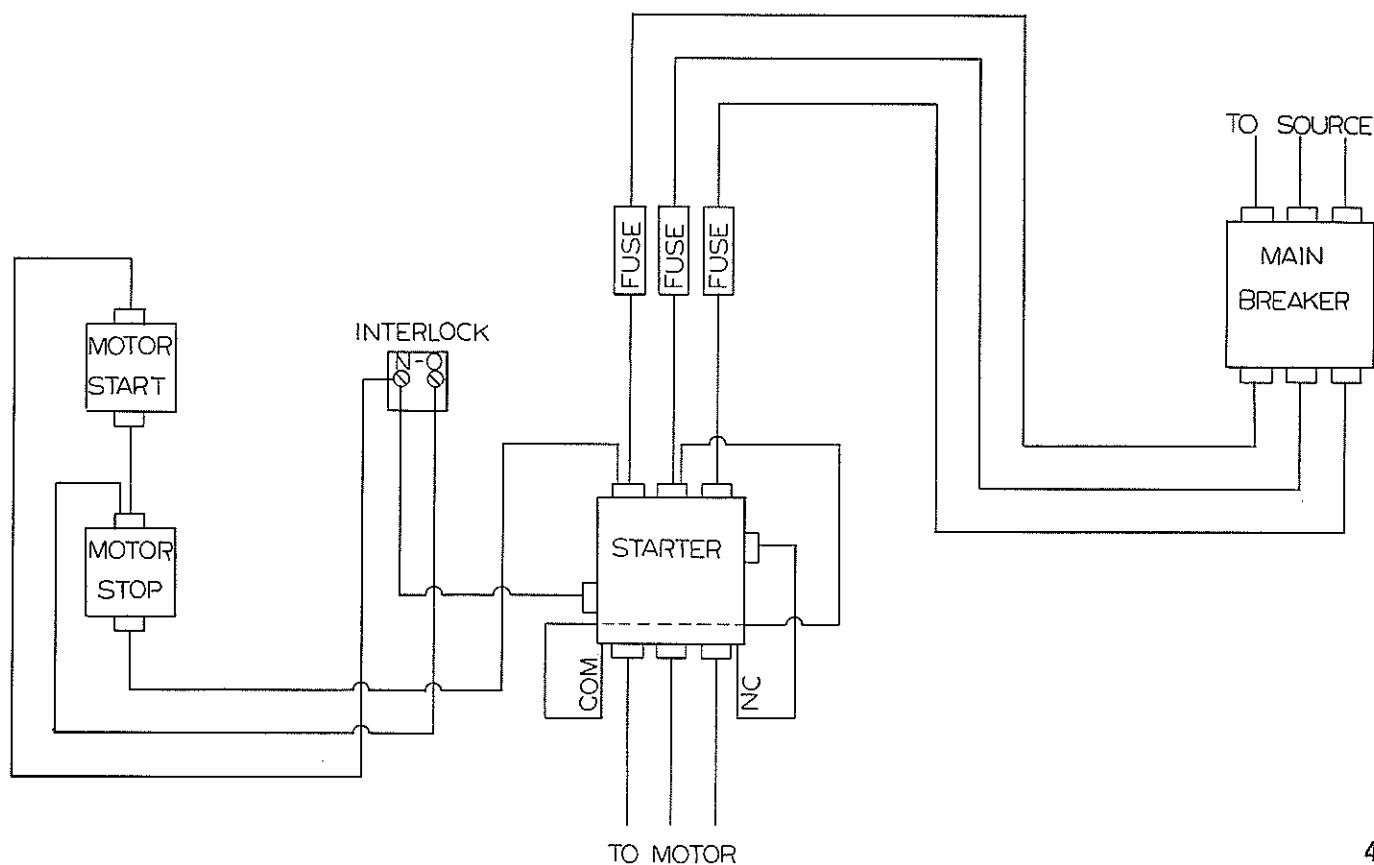 TO SOURCE
FUSE
FUSE
FUSE
MAIN
BREAKER
INTERLOCK
N-O
MOTOR
START
MOTOR
STOP
STARTER
COM
NC
TO MOTOR
4